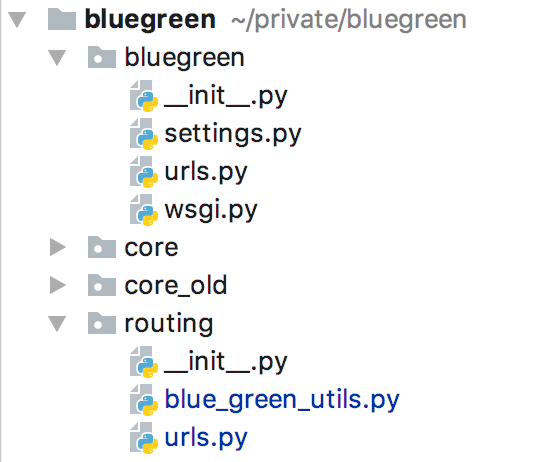 bluegreen ~/private/bluegreen
bluegreen
__init__.py
settings.py
urls.py
wsgi.py
core
core_old
routing
__init__.py
blue_green_utils.py
urls.py